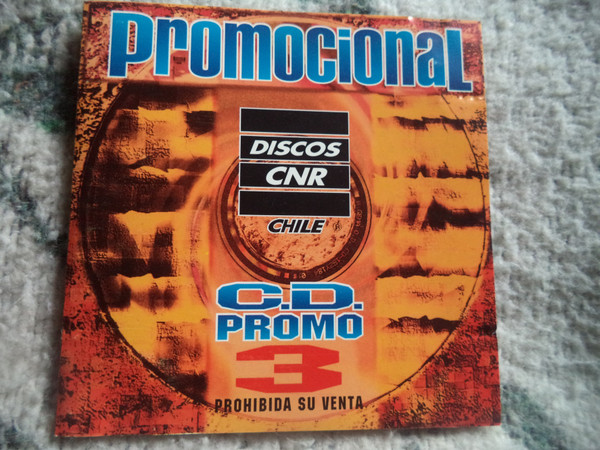 Promocional
DISCOS
CNR
CHILE
C.D.
PROMO
3
PROHIBIDA SU VENTA